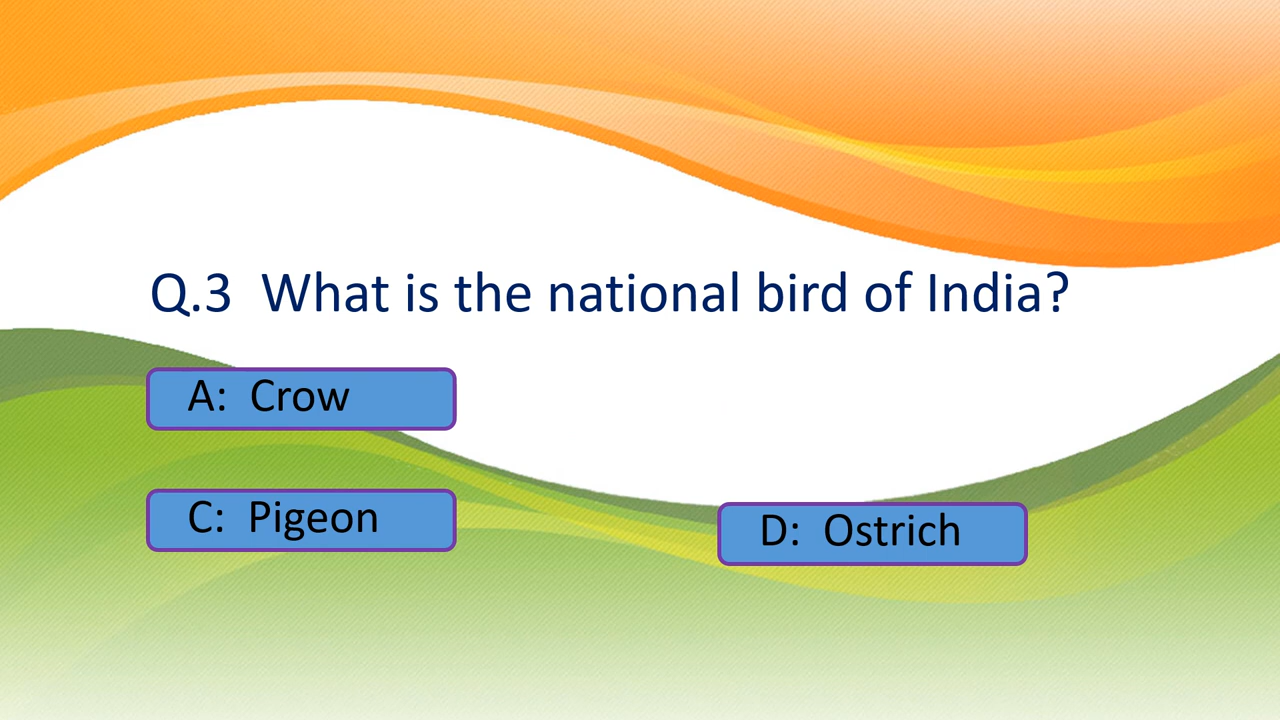 Q.3 What is the national bird of India?
A: Crow
C: Pigeon
D: Ostrich